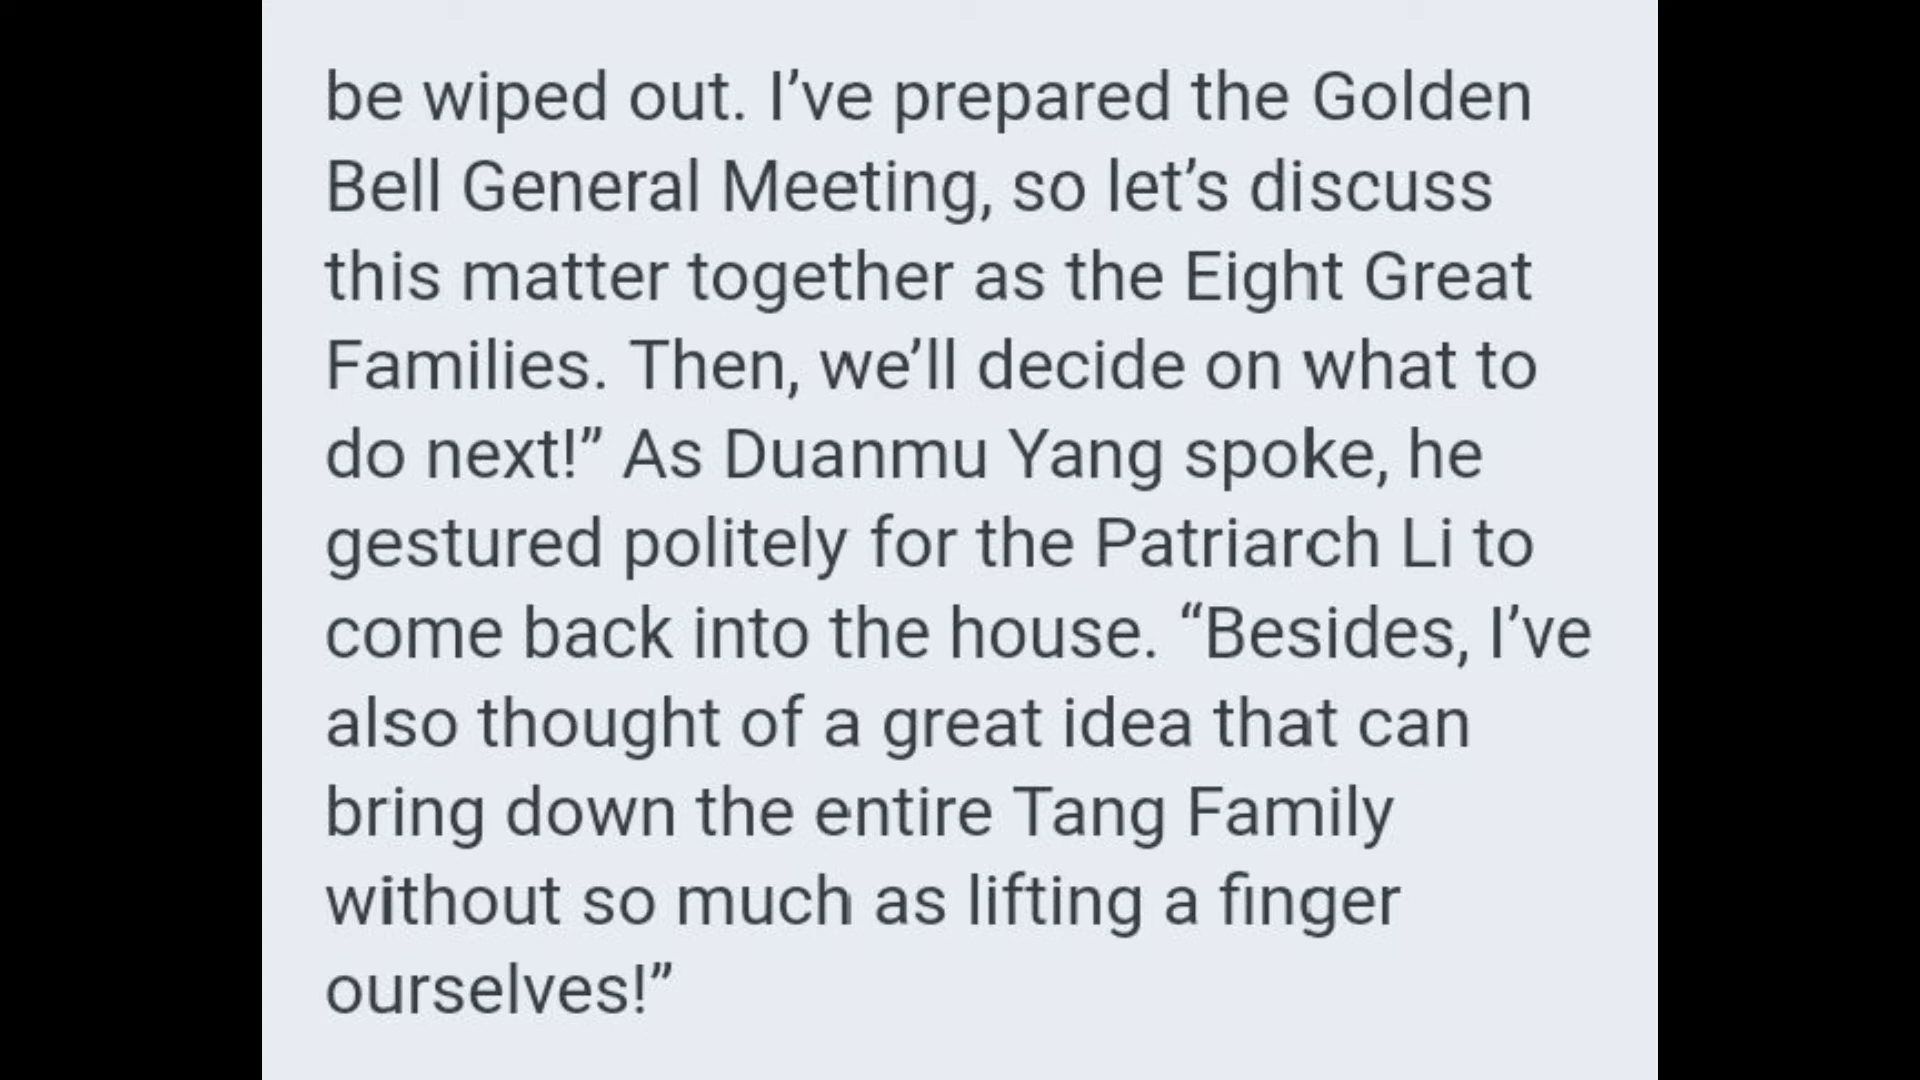 be wiped out. I’ve prepared the Golden
Bell General Meeting, so let’s discuss
this matter together as the Eight Great
Families. Then, we’ll decide on what to
do next!” As Duanmu Yang spoke, he
gestured politely for the Patriarch Li to
come back into the house. “Besides, I’ve
also thought of a great idea that can
bring down the entire Tang Family
without so much as lifting a finger
ourselves!”